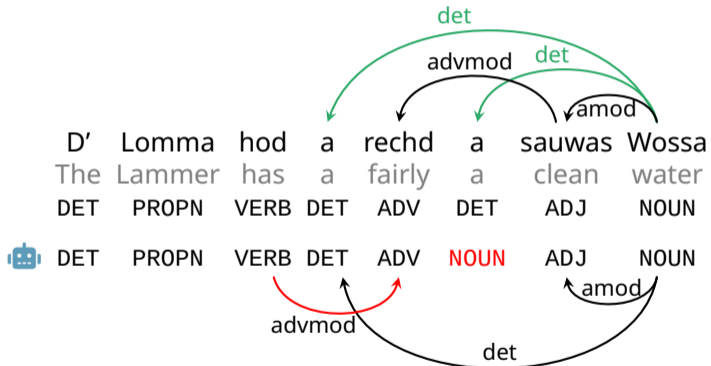 det
advmod det
amod
D’ Lomma hod a rechd a sauwas Wossa
The Lammer has a fairly a clean water
DET PROPN VERB DET ADV DET ADJ NOUN
DET PROPN VERB DET ADV NOUN ADJ NOUN
amod
advmod
det